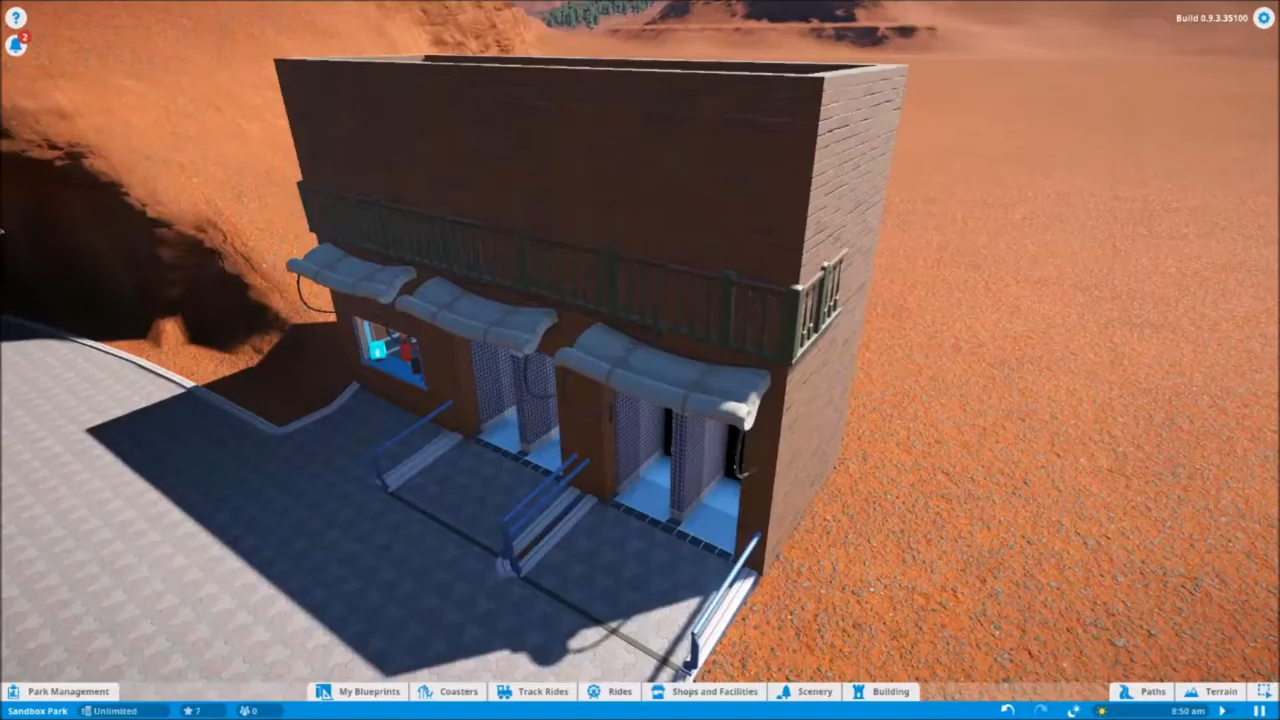 ?
2
Build 0.9.3.35100
Park Management
My Blueprints
Coasters
Track Rides
Rides
Shops and Facilities
Scenery
Building
Paths
Terrain
Sandbox Park
Unlimited
7
0
8:50 am